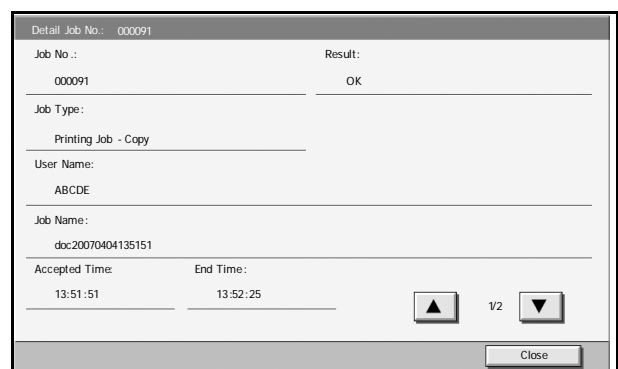 Detail Job No.: 000091
Job No.: Result:
000091 OK
Job Type:
Printing Job - Copy
User Name:
ABCDE
Job Name:
doc20070404135151
Accepted Time: End Time:
13:51:51 13:52:25
1/2
Close